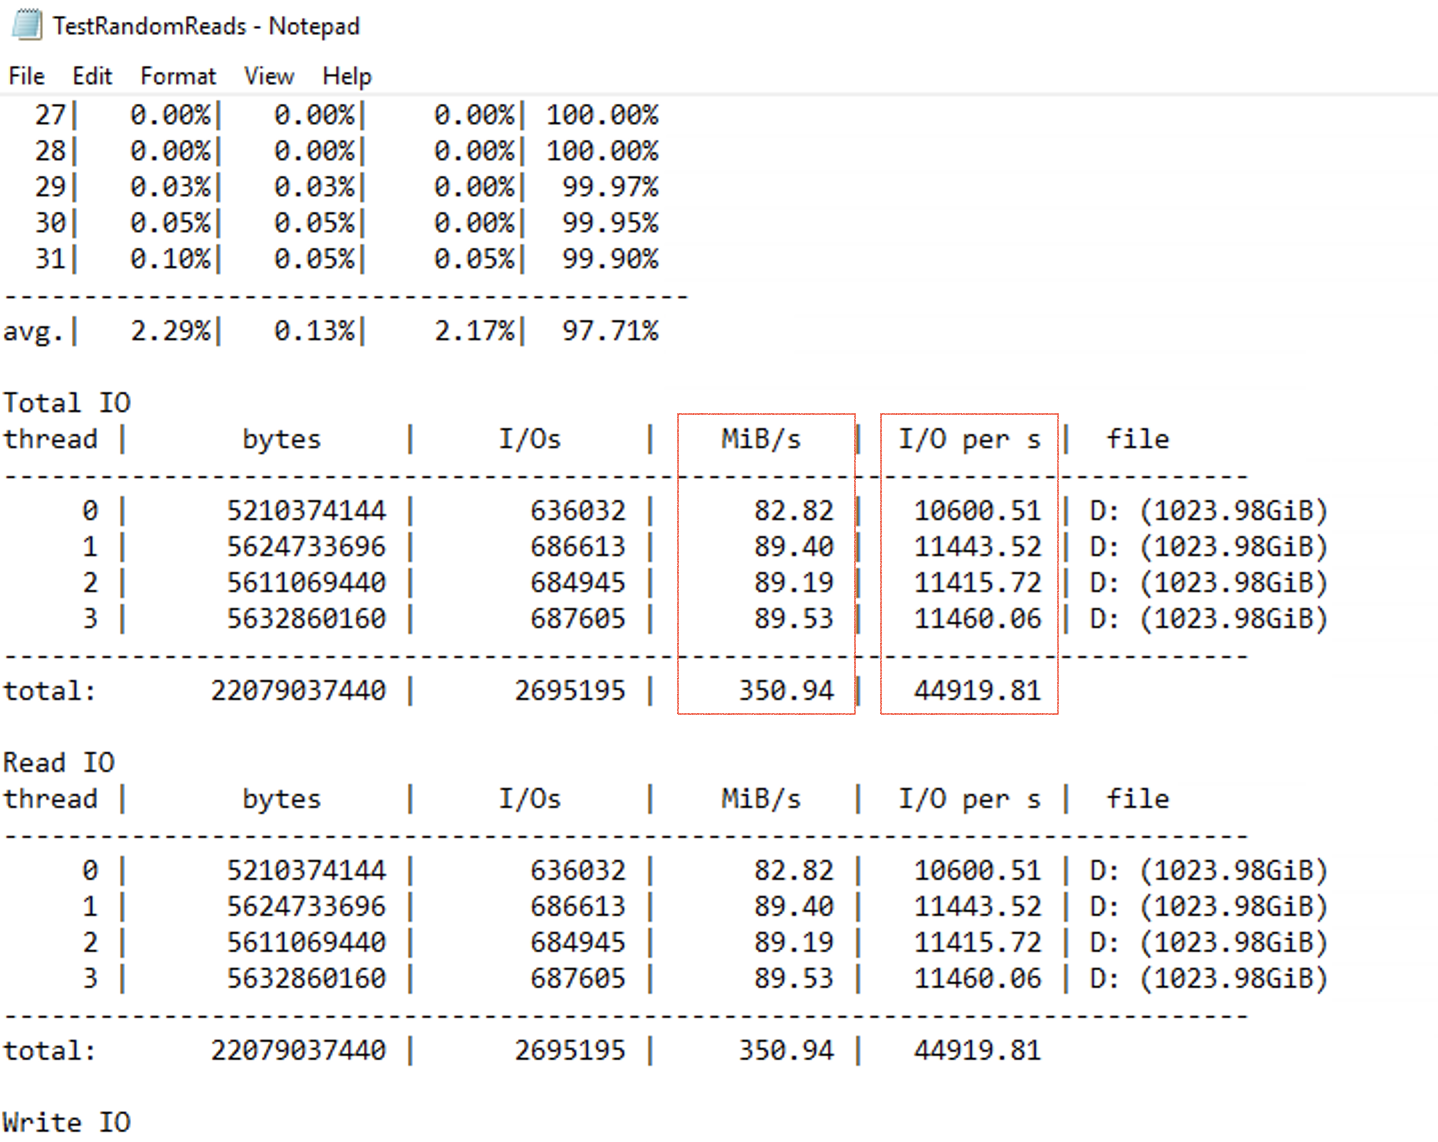 TestRandomReads - Notepad
File Edit Format View Help
27| 0.00%| 0.00%| 0.00%| 100.00%
28| 0.00%| 0.00%| 0.00%| 100.00%
29| 0.03%| 0.03%| 0.00%| 99.97%
30| 0.05%| 0.05%| 0.00%| 99.95%
31| 0.10%| 0.05%| 0.05%| 99.90%
-------------------------------------------
avg.| 2.29%| 0.13%| 2.17%| 97.71%
Total IO
thread | bytes | I/Os | MiB/s | I/O per s | file
------------------------------------------------------------------------------
0 | 5210374144 | 636032 | 82.82 | 10600.51 | D: (1023.98GiB)
1 | 5624733696 | 686613 | 89.40 | 11443.52 | D: (1023.98GiB)
2 | 5611069440 | 684945 | 89.19 | 11415.72 | D: (1023.98GiB)
3 | 5632860160 | 687605 | 89.53 | 11460.06 | D: (1023.98GiB)
------------------------------------------------------------------------------
total: 22079037440 | 2695195 | 350.94 | 44919.81
Read IO
thread | bytes | I/Os | MiB/s | I/O per s | file
------------------------------------------------------------------------------
0 | 5210374144 | 636032 | 82.82 | 10600.51 | D: (1023.98GiB)
1 | 5624733696 | 686613 | 89.40 | 11443.52 | D: (1023.98GiB)
2 | 5611069440 | 684945 | 89.19 | 11415.72 | D: (1023.98GiB)
3 | 5632860160 | 687605 | 89.53 | 11460.06 | D: (1023.98GiB)
------------------------------------------------------------------------------
total: 22079037440 | 2695195 | 350.94 | 44919.81
Write IO